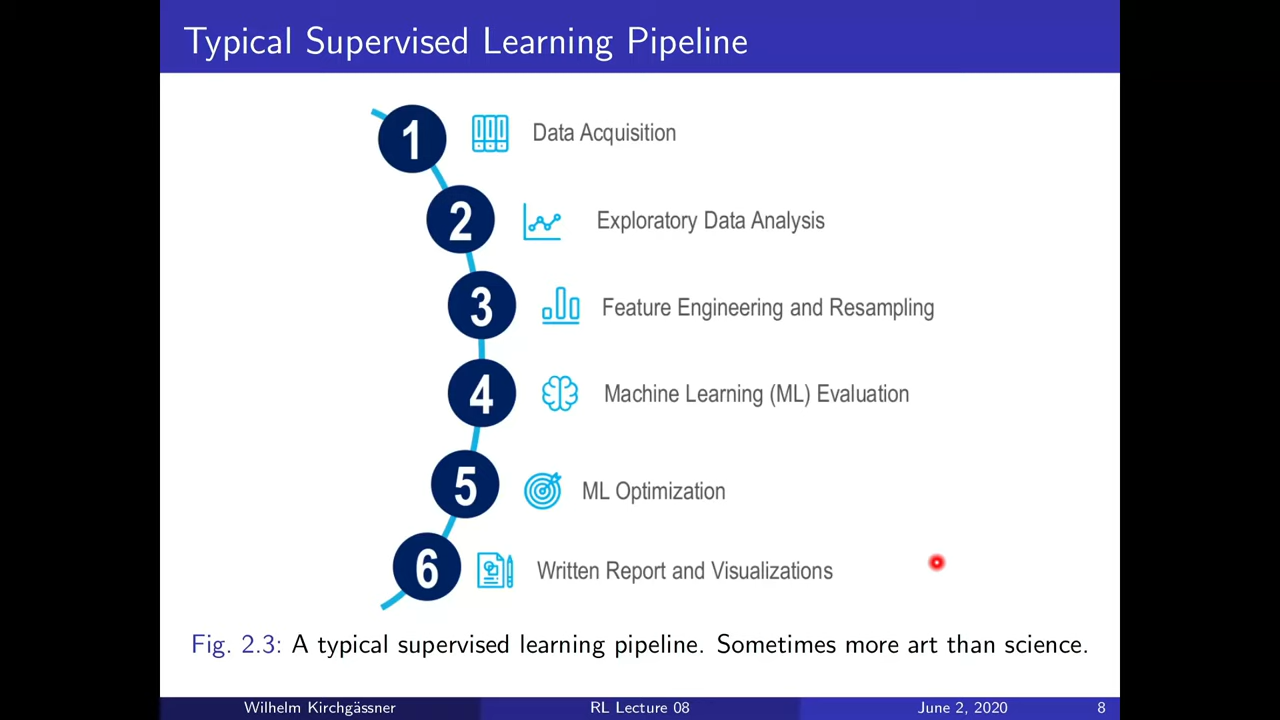 Typical Supervised Learning Pipeline
1 Data Acquisition
2 Exploratory Data Analysis
3 Feature Engineering and Resampling
4 Machine Learning (ML) Evaluation
5 ML Optimization
6 Written Report and Visualizations
Fig. 2.3: A typical supervised learning pipeline. Sometimes more art than science.
Wilhelm Kirchgässner RL Lecture 08 June 2, 2020 8